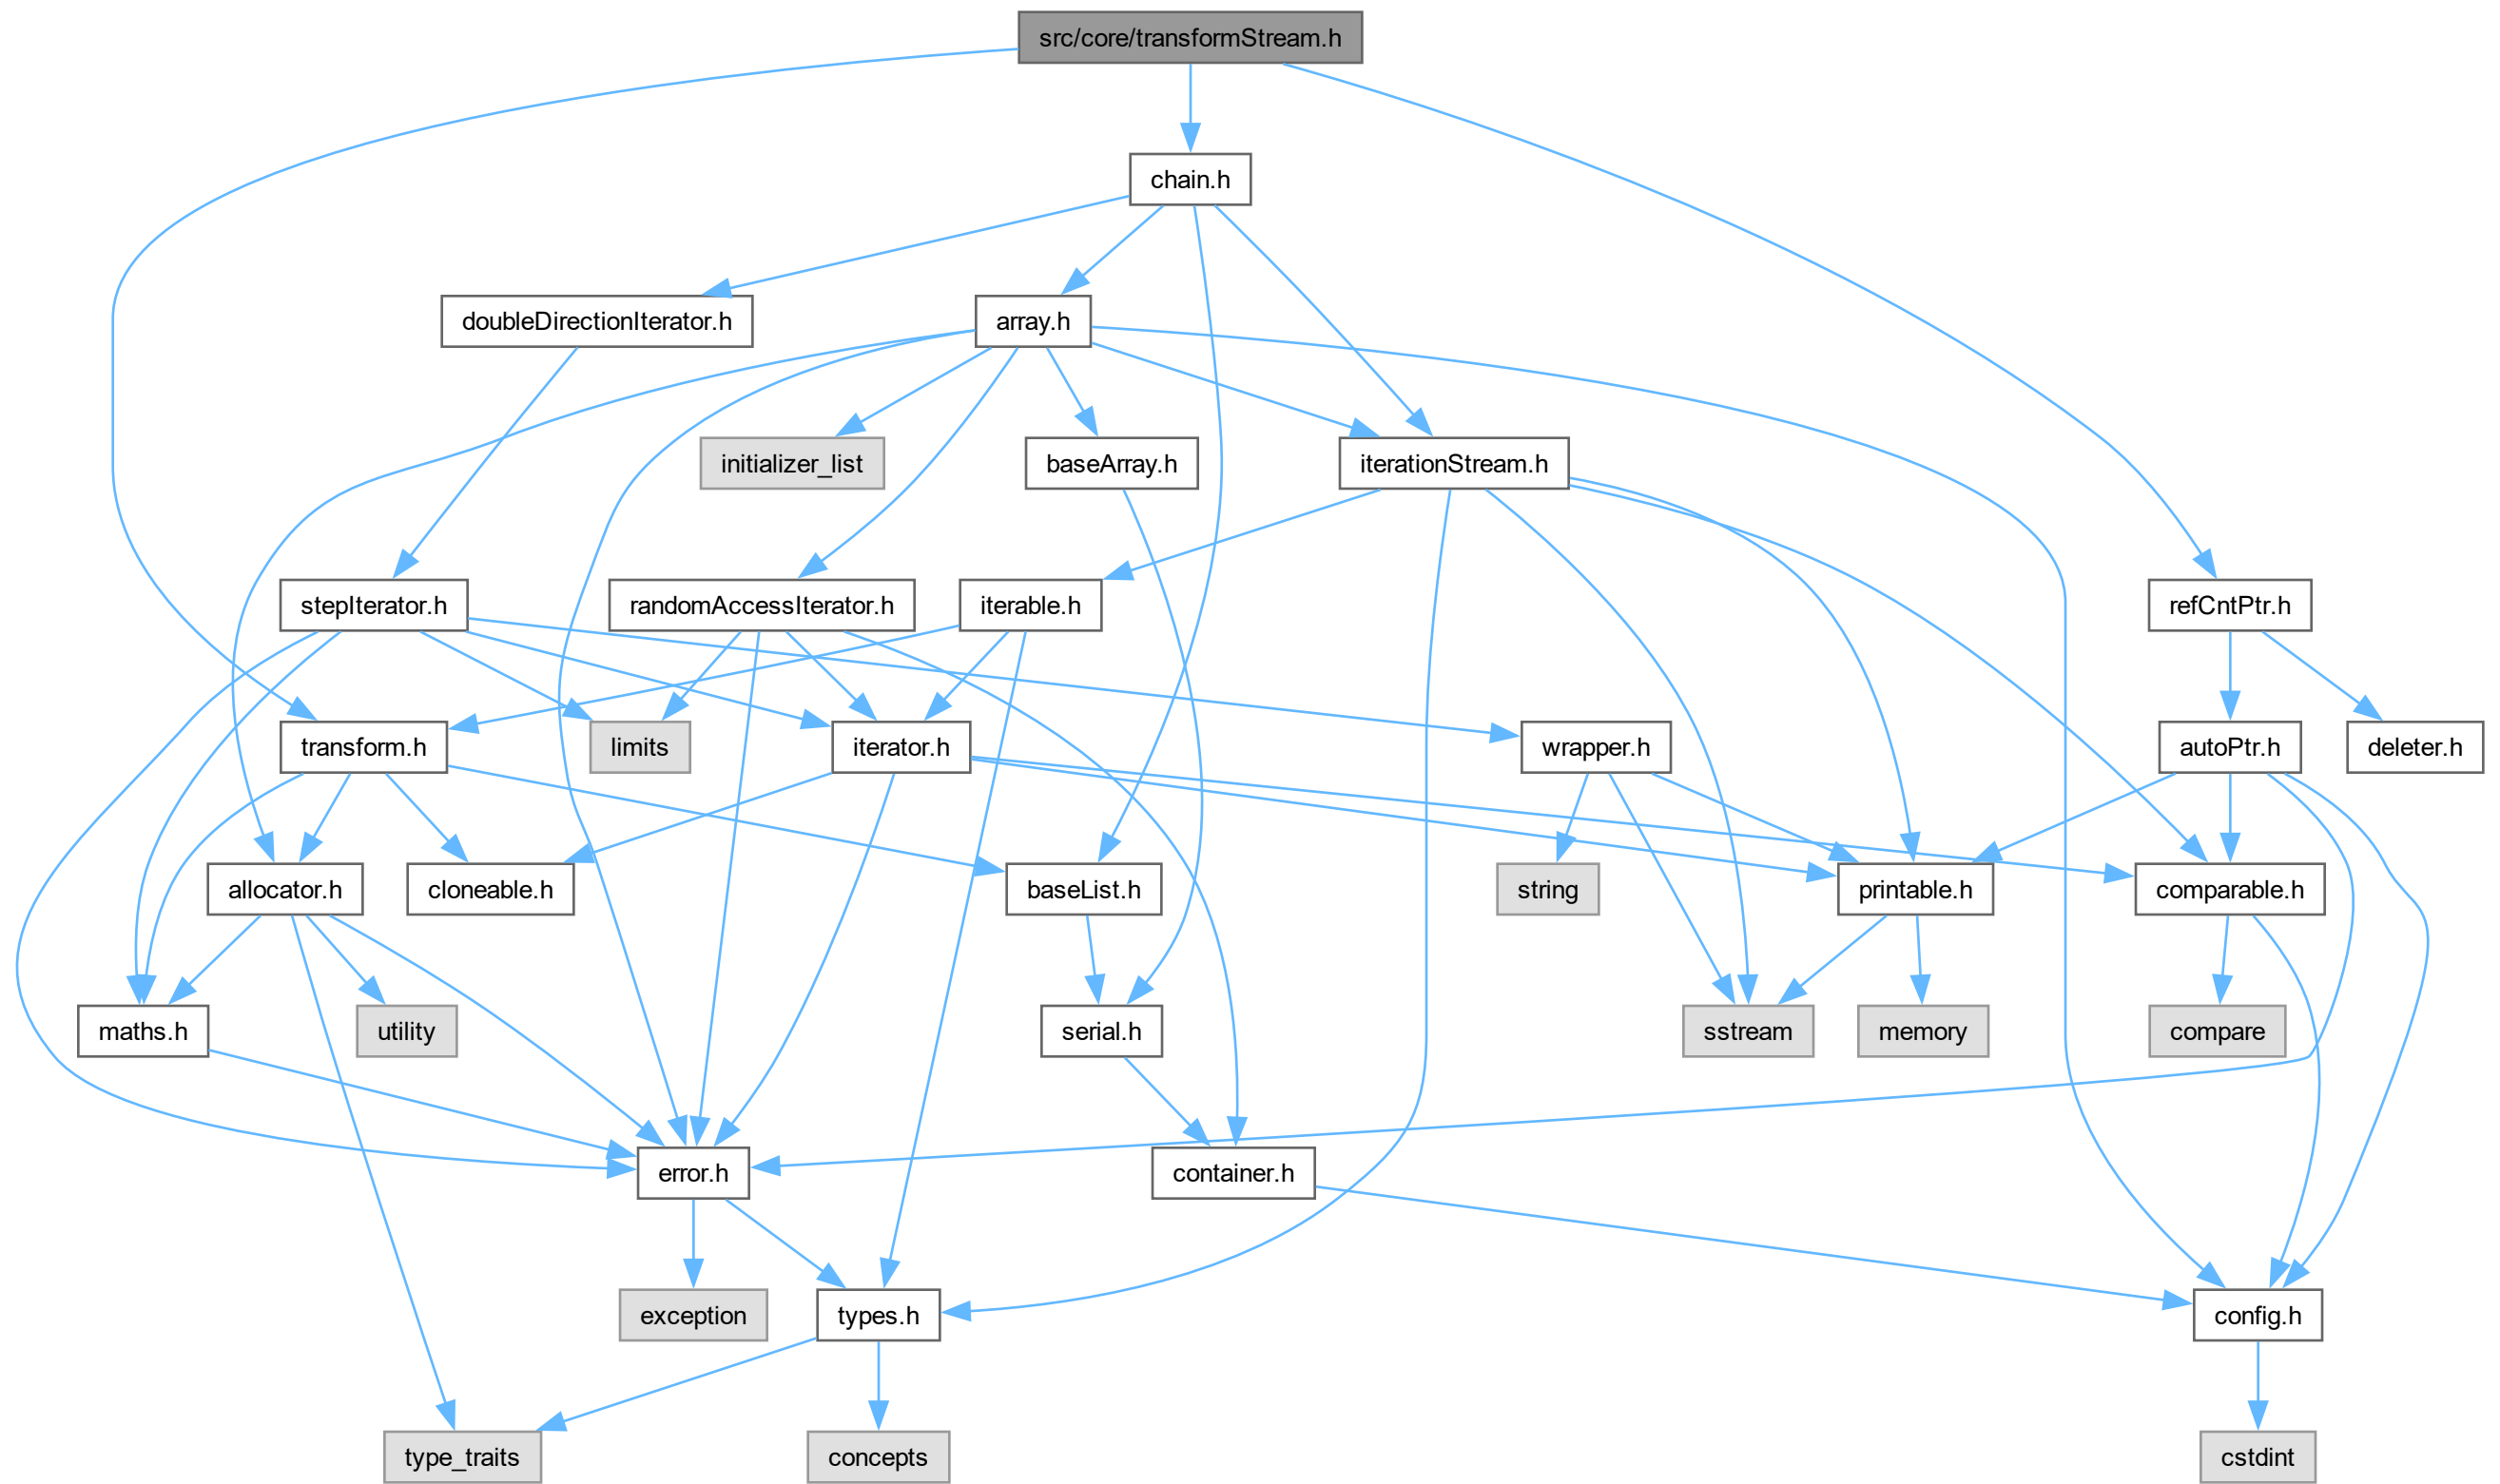 src/core/transformStream.h
chain.h
doubleDirectionIterator.h
array.h
initializer_list
baseArray.h
iterationStream.h
stepIterator.h
randomAccessIterator.h
iterable.h
refCntPtr.h
transform.h
limits
iterator.h
wrapper.h
autoPtr.h
deleter.h
allocator.h
cloneable.h
baseList.h
string
printable.h
comparable.h
maths.h
utility
serial.h
sstream
memory
compare
error.h
container.h
exception
types.h
config.h
type_traits
concepts
cstdint